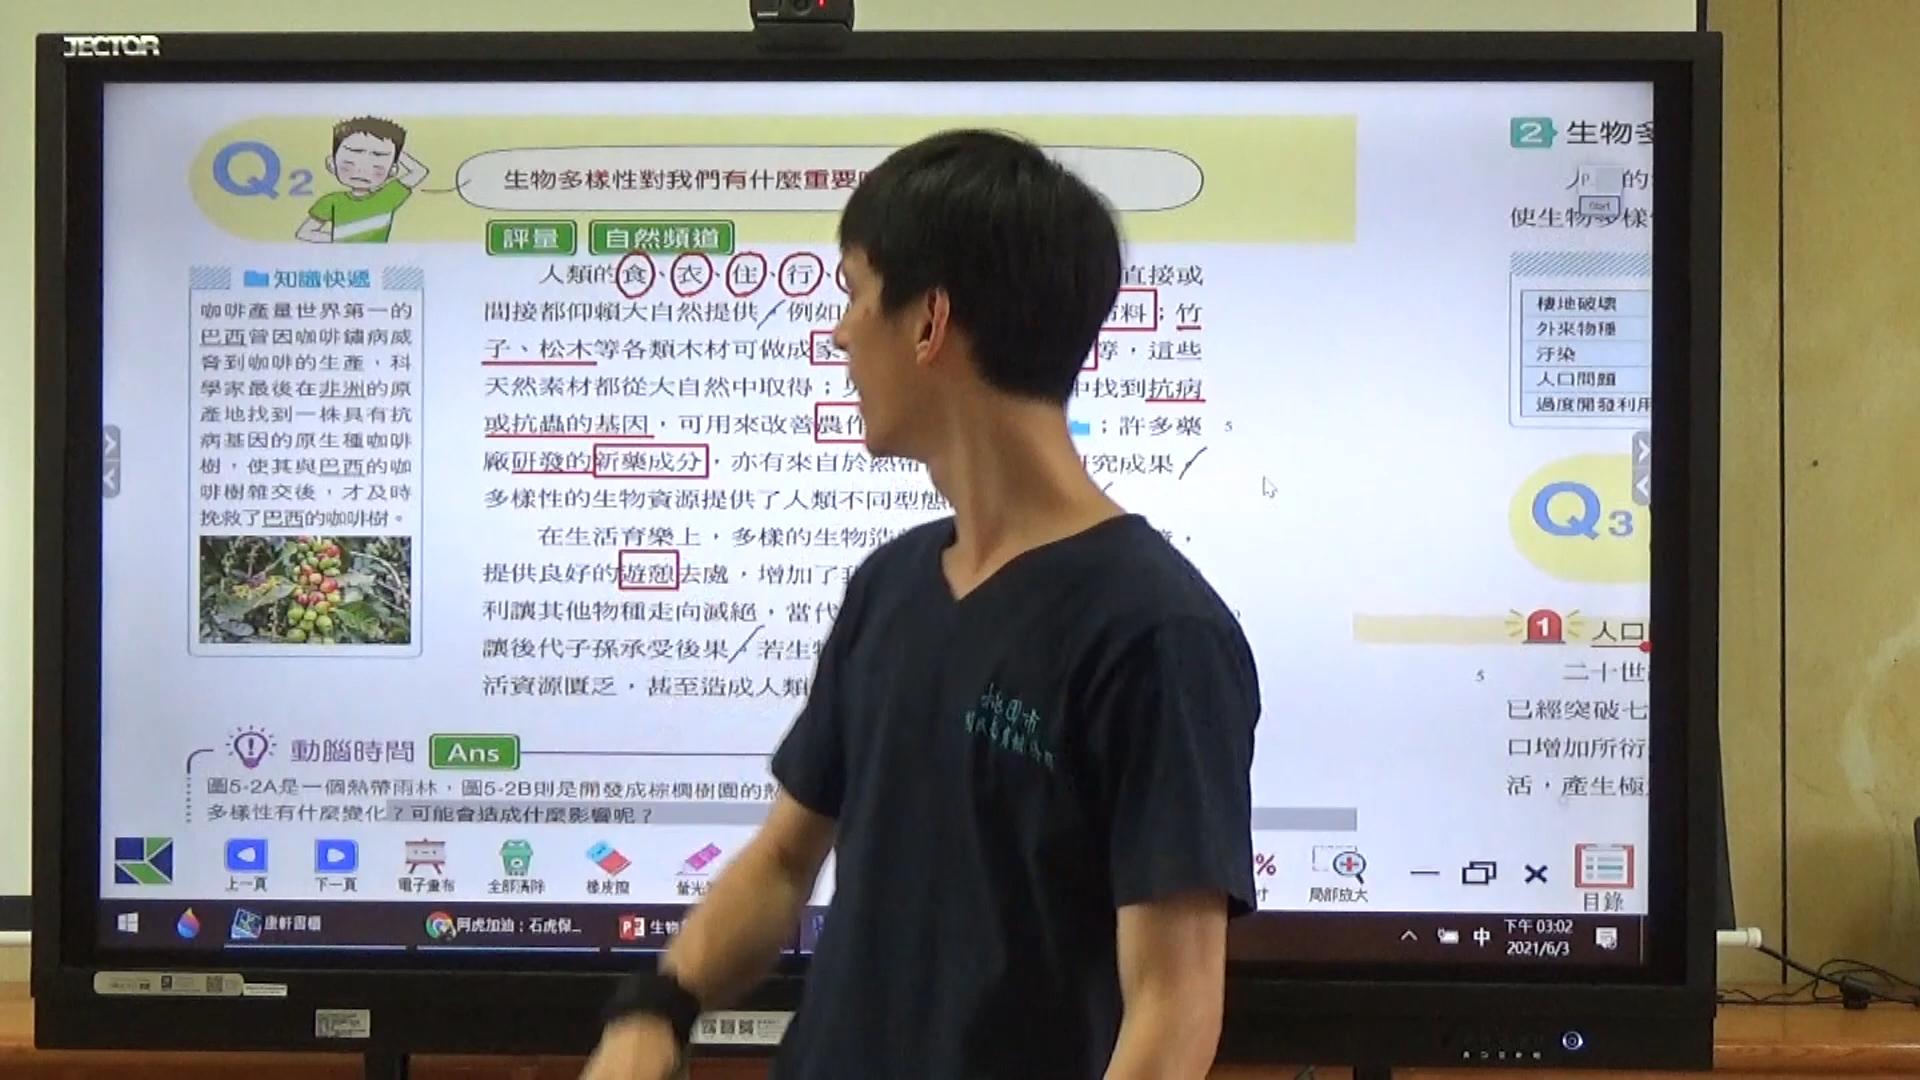 JECTOR
Q2
生物多樣性對我們有什麼重要
評量 自然頻道
人類的食、衣、住、行、
直接或
間接都仰賴大自然提供/例如
布料；竹
子、松木等各類木材可做成家
等，這些
天然素材都從大自然中取得；
中找到抗病
或抗蟲的基因，可用來改善農作
；許多藥 5
廠研發的新藥成分，亦有來自於熱帶
研究成果/
多樣性的生物資源提供了人類不同型態
在生活育樂上，多樣的生物造
提供良好的遊憩去處，增加了我
利讓其他物種走向滅絕，當代
讓後代子孫承受後果/若生物
活資源匱乏，甚至造成人類
知識快遞
咖啡產量世界第一的
巴西曾因咖啡鏽病威
脅到咖啡的生產，科
學家最後在非洲的原
產地找到一株具有抗
病基因的原生種咖啡
樹，使其與巴西的咖
啡樹雜交後，才及時
挽救了巴西的咖啡樹。
動腦時間 Ans
圖5-2A是一個熱帶雨林，圖5-2B則是開發成棕櫚樹園的熱
多樣性有什麼變化？可能會造成什麼影響呢？
2 生物多
的
使生物多樣
棲地破壞
外來物種
汙染
人口問題
過度開發利用
Q3
1 人口
5 二十世
已經突破七
口增加所衍
活，產生極
上一頁 下一頁 電子畫布 全部清除 橡皮擦 螢光
% 局部放大 目錄
康軒書櫃 阿虎加油：石虎保... 生物
中 下午 03:02
2021/6/3